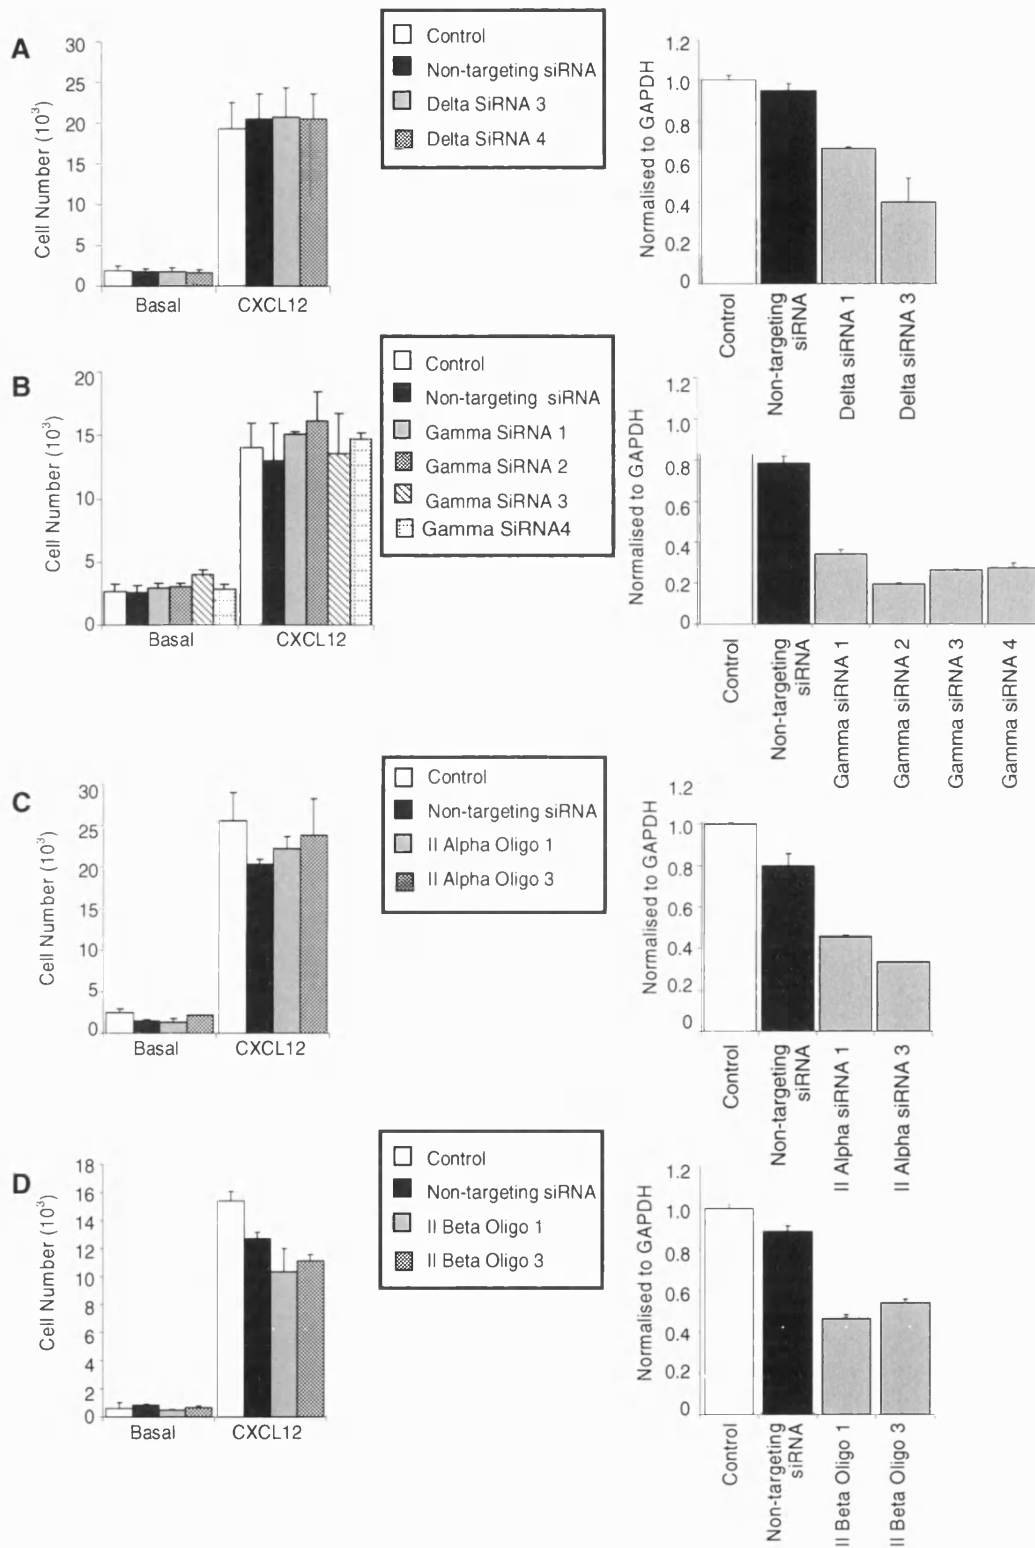 A
Cell Number (10³)
30
25
20
15
10
5
0
Basal
CXCL12
Control
Non-targeting siRNA
Delta SiRNA 3
Delta SiRNA 4
Normalised to GAPDH
1.2
1.0
0.8
0.6
0.4
0.2
0
Control
Non-targeting
siRNA
Delta siRNA 1
Delta siRNA 3
B
Cell Number (10³)
20
15
10
5
0
Basal
CXCL12
Control
Non-targeting siRNA
Gamma SiRNA 1
Gamma SiRNA 2
Gamma SiRNA 3
Gamma SiRNA4
Normalised to GAPDH
1.2
1.0
0.8
0.4
0.2
0
Control
Non-targeting
siRNA
Gamma siRNA 1
Gamma siRNA 2
Gamma siRNA 3
Gamma siRNA 4
C
Cell Number (10³)
30
25
20
15
10
5
0
Basal
CXCL12
Control
Non-targeting siRNA
II Alpha Oligo 1
II Alpha Oligo 3
Normalised to GAPDH
1.2
1.0
0.8
0.6
0.4
0.2
0
Control
Non-targeting
siRNA
II Alpha siRNA 1
II Alpha siRNA 3
D
Cell Number (10³)
18
16
14
12
10
8
6
4
2
0
Basal
CXCL12
Control
Non-targeting siRNA
II Beta Oligo 1
II Beta Oligo 3
Normalised to GAPDH
1.2
1.0
0.8
0.6
0.4
0.2
0
Control
Non-targeting
siRNA
II Beta Oligo 1
II Beta Oligo 3